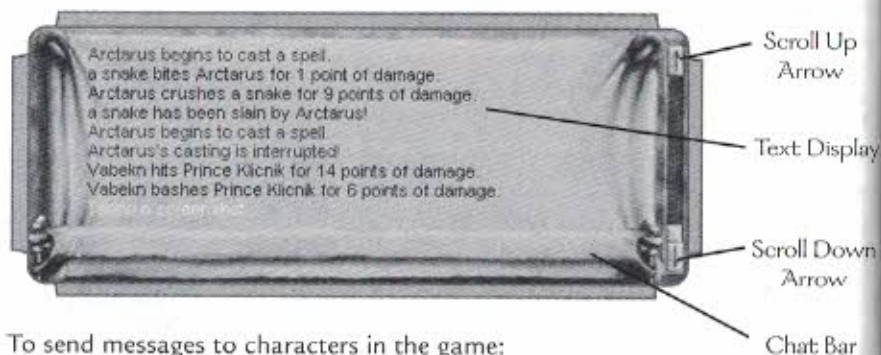 Arctarus begins to cast a spell.
a snake bites Arctarus for 1 point of damage.
Arctarus crushes a snake for 9 points of damage.
a snake has been slain by Arctarus!
Arctarus begins to cast a spell.
Arctarus's casting is interrupted!
Vabekn hits Prince Klicnik for 14 points of damage.
Vabekn bashes Prince Klicnik for 6 points of damage.
Scroll Up
Arrow
Text Display
Scroll Down
Arrow
Chat Bar
To send messages to characters in the game: